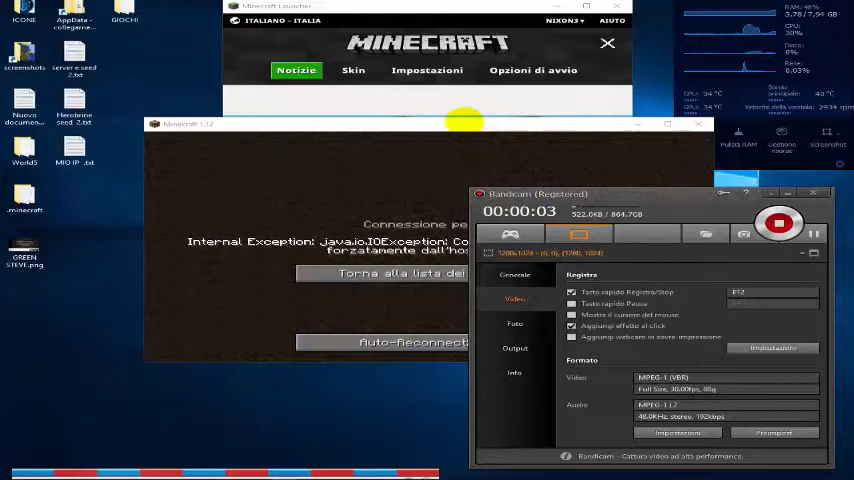 ICONE
AppData -
collegame...
GIOCHI
screenshots
server e seed
2.txt
Nuovo
documen...
Herobrine
seed 2.txt
World5
MIO IP .txt
.minecraft
GREEN
STEVE.png
Minecraft Launcher
ITALIANO - ITALIA
NIXON3
AIUTO
MINECRAFT
Notizie
Skin
Impostazioni
Opzioni di avvio
RAM: 48%
3,78 / 7,94 GB
CPU:
30%
Disco:
0%
Rete:
0,03%
CPU: 34 °C
Bando
principale: 40 °C
GPU: 34 °C
Velocità della ventola: 2934 rpm
Pulizia RAM
Gestione
risorse
Screenshot
Minecraft 1.12
Connessione pe
Internal Exception: java.io.IOException: Co
forzatamente dall'hos
Torna alla lista dei
Auto-Reconnect
Bandicam (Registered)
00:00:03
522.0KB / 864.7GB
1280x1024 - (0, 0), (1280, 1024)
Generale
Video
Foto
Output
Info
Registra
Tasto rapido Registra/Stop
F12
Tasto rapido Pausa
Mostra il cursore del mouse
Aggiungi effetto al click
Aggiungi webcam in sovra impressione
Impostazioni
Formato
Video
MPEG-1 (VBR)
Full Size, 30.00fps, 80q
Audio
MPEG-1 L2
48.0KHz, stereo, 192kbps
Impostazioni
Preimpost...
Bandicam - Cattura video ad alta performance.